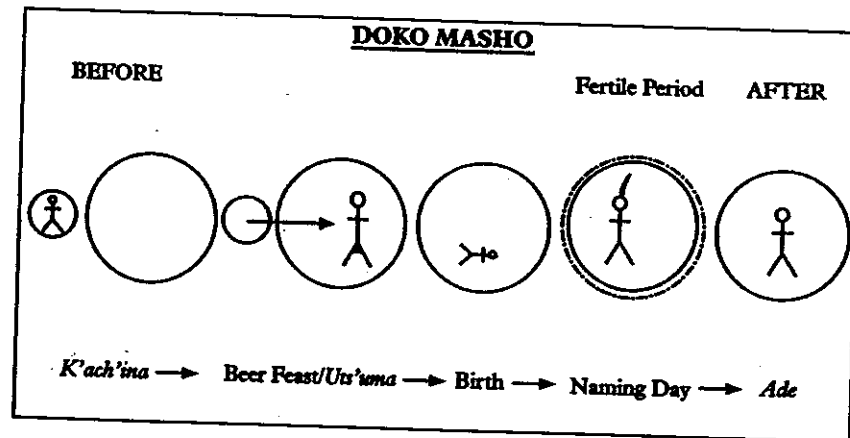 DOKO MASHO
BEFORE
Fertile Period AFTER
K'ach'ina → Beer Feast/Uts'uma → Birth → Naming Day → Ade